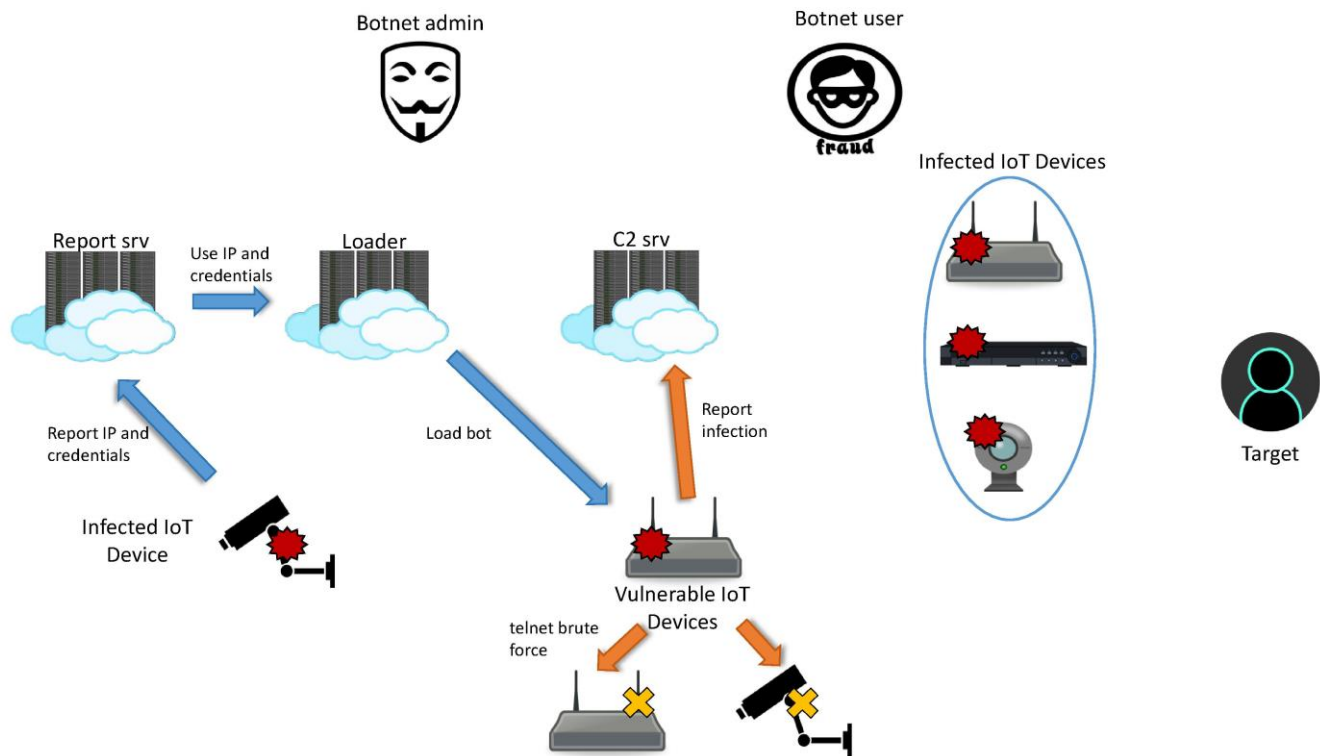 Botnet admin
Botnet user
fraud
Infected IoT Devices
Report srv
Use IP and
credentials
Loader
C2 srv
Report IP and
credentials
Load bot
Report
infection
Target
Infected IoT
Device
Vulnerable IoT
Devices
telnet brute
force